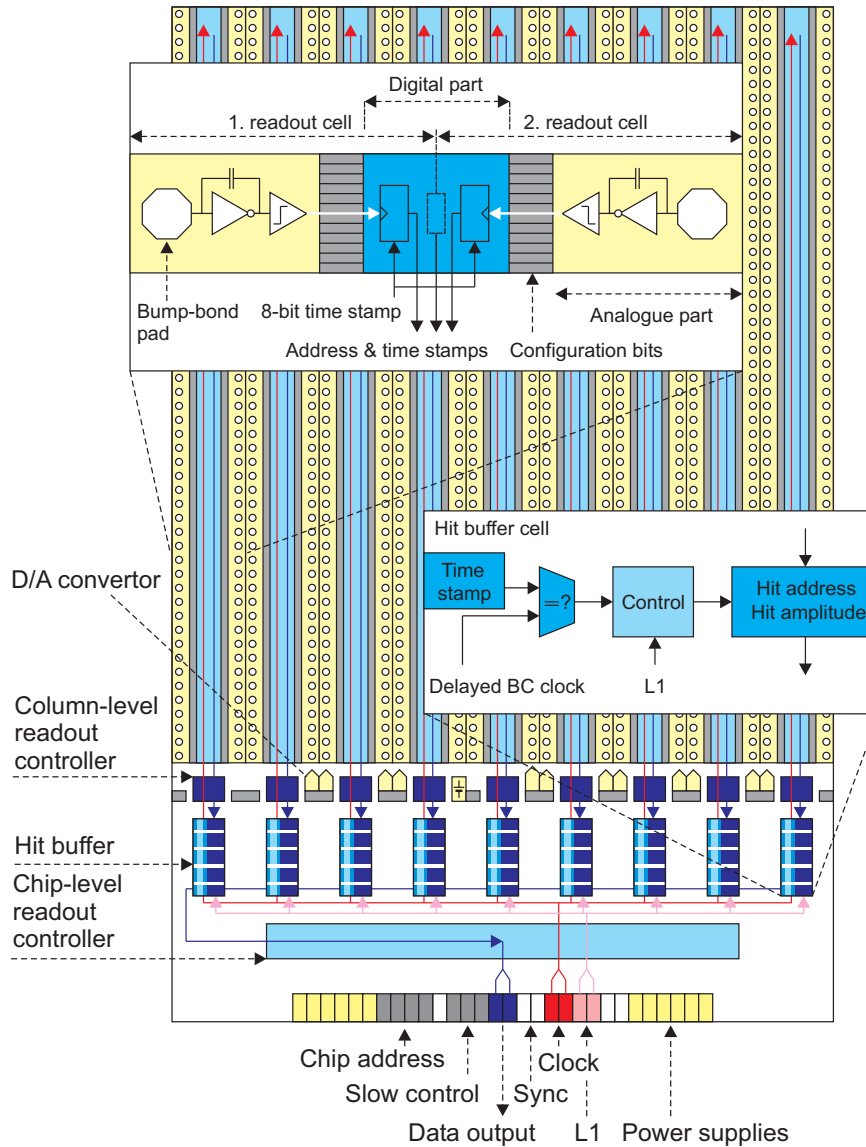 Digital part
1. readout cell
2. readout cell
Bump-bond
pad
8-bit time stamp
Analogue part
Address & time stamps
Configuration bits
Hit buffer cell
D/A convertor
Time
stamp
=?
Control
Hit address
Hit amplitude
Delayed BC clock
L1
Column-level
readout
controller
Hit buffer
Chip-level
readout
controller
Chip address
Clock
Slow control
Sync
Data output
L1
Power supplies